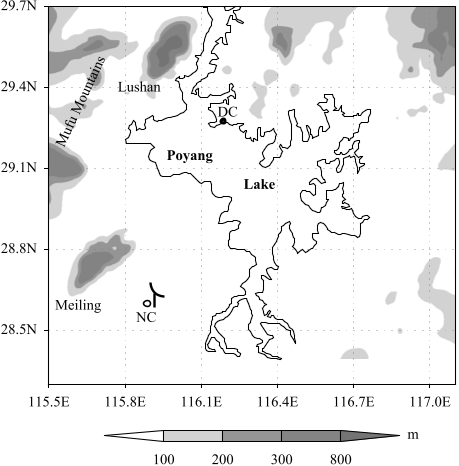 29.7N
29.4N
29.1N
28.8N
28.5N
Mufu Mountains
Lushan
DC
Poyang
Lake
Meiling
NC
115.5E 115.8E 116.1E 116.4E 116.7E 117.0E
m
100 200 300 800